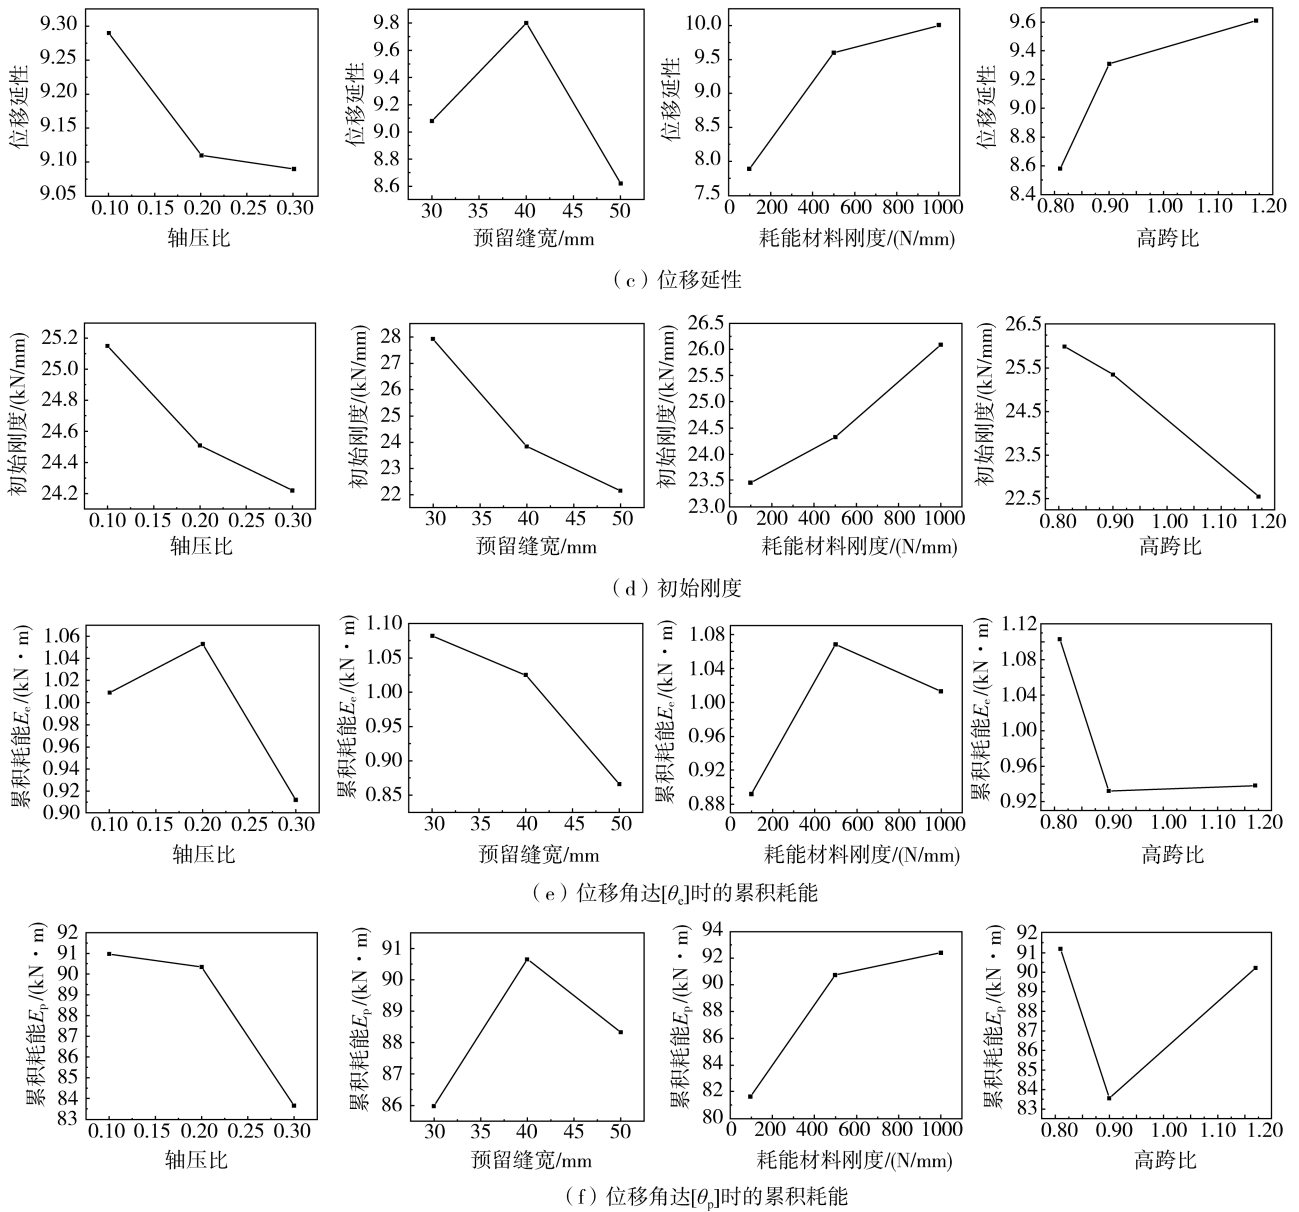 9.30
9.25
9.20
9.15
9.10
9.05
位移延性
0.10 0.15 0.20 0.25 0.30
轴压比
9.8
9.6
9.4
9.2
9.0
8.8
8.6
位移延性
30 35 40 45 50
预留缝宽/mm
10.0
9.5
9.0
8.5
8.0
7.5
位移延性
0 200 400 600 800 1000
耗能材料刚度/(N/mm)
9.6
9.4
9.2
9.0
8.8
8.6
8.4
位移延性
0.80 0.90 1.00 1.10 1.20
高跨比
（c）位移延性
25.2
25.0
24.8
24.6
24.4
24.2
初始刚度/(kN/mm)
0.10 0.15 0.20 0.25 0.30
轴压比
28
27
26
25
24
23
22
初始刚度/(kN/mm)
30 35 40 45 50
预留缝宽/mm
26.5
26.0
25.5
25.0
24.5
24.0
23.5
23.0
初始刚度/(kN/mm)
0 200 400 600 800 1000
耗能材料刚度/(N/mm)
26.5
25.5
24.5
23.5
22.5
初始刚度/(kN/mm)
0.80 0.90 1.00 1.10 1.20
高跨比
（d）初始刚度
1.06
1.04
1.02
1.00
0.98
0.96
0.94
0.92
0.90
累积耗能Ee/(kN·m)
0.10 0.15 0.20 0.25 0.30
轴压比
1.10
1.05
1.00
0.95
0.90
0.85
累积耗能Ee/(kN·m)
30 35 40 45 50
预留缝宽/mm
1.08
1.04
1.00
0.96
0.92
0.88
累积耗能Ee/(kN·m)
0 200 400 600 800 1000
耗能材料刚度/(N/mm)
1.12
1.08
1.04
1.00
0.96
0.92
累积耗能Ee/(kN·m)
0.80 0.90 1.00 1.10 1.20
高跨比
（e）位移角达[θe]时的累积耗能
92
91
90
89
88
87
86
85
84
83
累积耗能Ep/(kN·m)
0.10 0.15 0.20 0.25 0.30
轴压比
91
90
89
88
87
86
累积耗能Ep/(kN·m)
30 35 40 45 50
预留缝宽/mm
94
92
90
88
86
84
82
80
累积耗能Ep/(kN·m)
0 200 400 600 800 1000
耗能材料刚度/(N/mm)
92
91
90
89
88
87
86
85
84
83
累积耗能Ep/(kN·m)
0.80 0.90 1.00 1.10 1.20
高跨比
（f）位移角达[θp]时的累积耗能